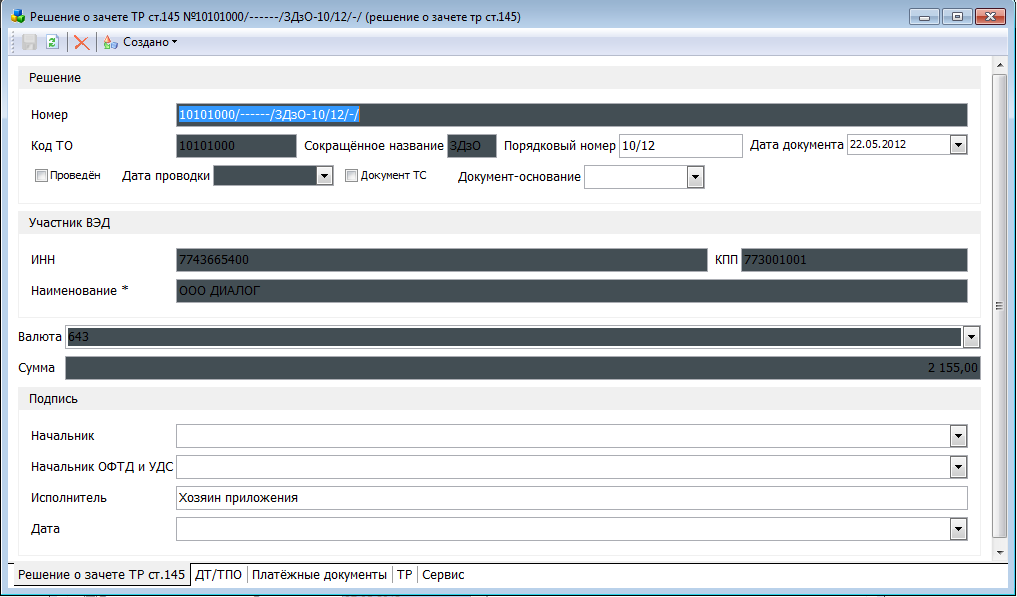 Решение о зачете ТР ст.145 №10101000/------/ЗДзО-10/12/-/ (решение о зачете тр ст.145)
Создано
Решение
Номер 10101000/------/ЗДзО-10/12/-/
Код ТО 10101000 Сокращённое название ЗДзО Порядковый номер 10/12 Дата документа 22.05.2012
Проведён Дата проводки Документ ТС Документ-основание
Участник ВЭД
ИНН 7743665400 КПП 773001001
Наименование * ООО ДИАЛОГ
Валюта 643
Сумма 2 155,00
Подпись
Начальник
Начальник ОФТД и УДС
Исполнитель Хозяин приложения
Дата
Решение о зачете ТР ст.145 ДТ/ТПО Платёжные документы ТР Сервис